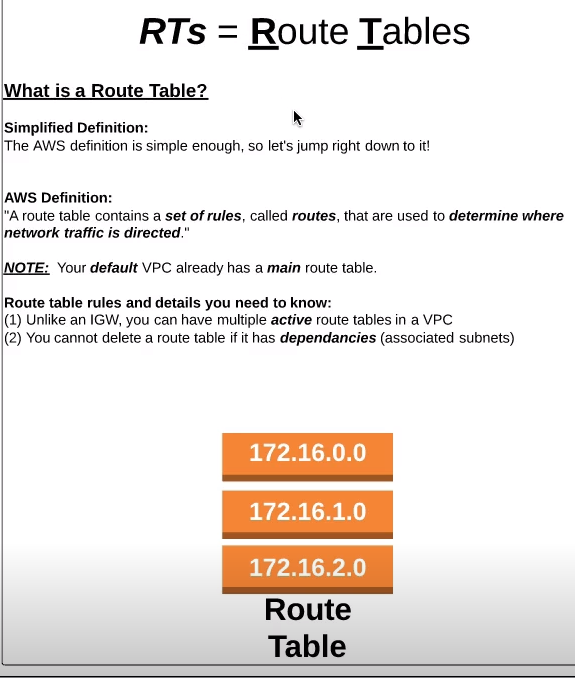 RTs = Route Tables
What is a Route Table?
Simplified Definition:
The AWS definition is simple enough, so let's jump right down to it!
AWS Definition:
"A route table contains a set of rules, called routes, that are used to determine where
network traffic is directed."
NOTE: Your default VPC already has a main route table.
Route table rules and details you need to know:
(1) Unlike an IGW, you can have multiple active route tables in a VPC
(2) You cannot delete a route table if it has dependancies (associated subnets)
172.16.0.0
172.16.1.0
172.16.2.0
Route
Table